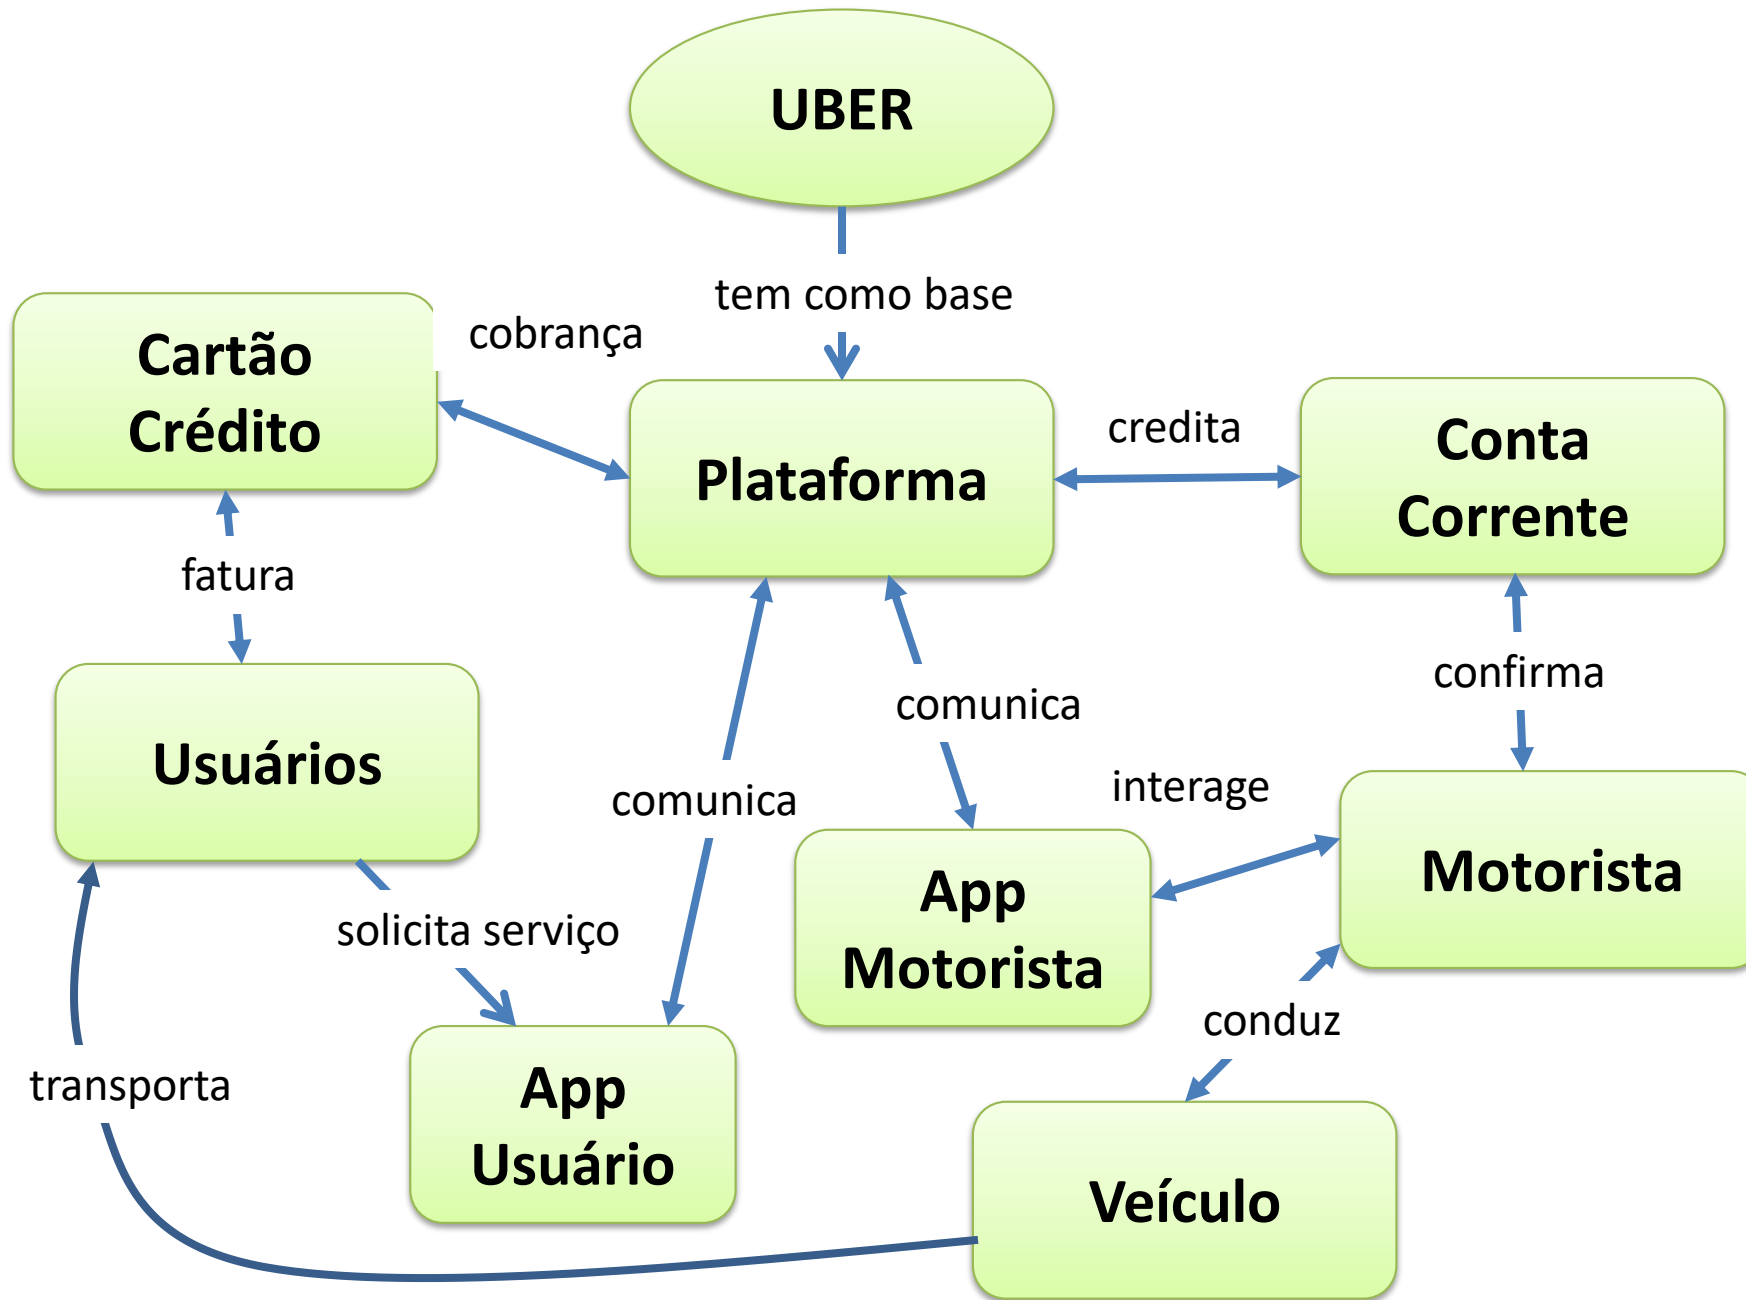 UBER
tem como base
cobrança
Cartão
Crédito
Plataforma
credita
Conta
Corrente
fatura
confirma
comunica
Usuários
comunica
interage
App
Motorista
Motorista
solicita serviço
conduz
transporta
App
Usuário
Veículo